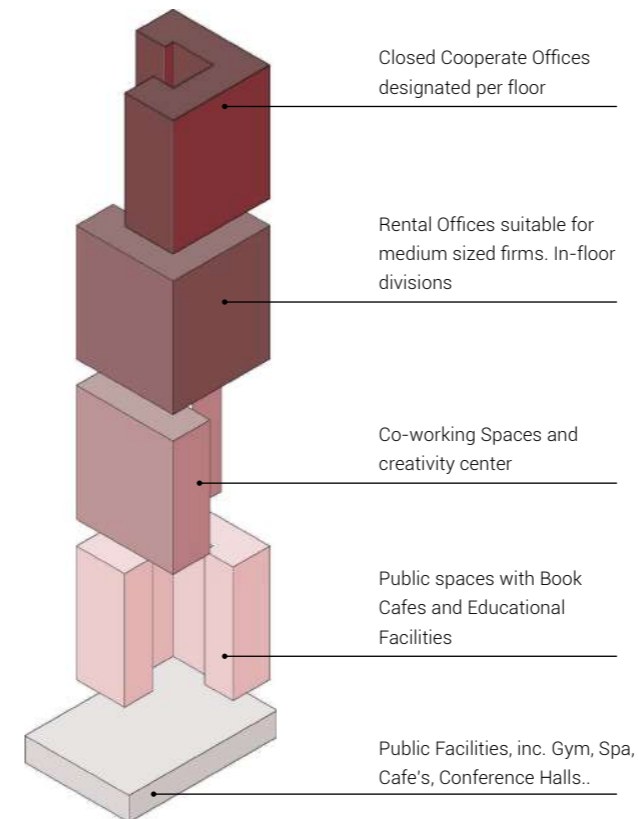 Closed Cooperate Offices
designated per floor
Rental Offices suitable for
medium sized firms. In-floor
divisions
Co-working Spaces and
creativity center
Public spaces with Book
Cafes and Educational
Facilities
Public Facilities, inc. Gym, Spa,
Cafe's, Conference Halls..